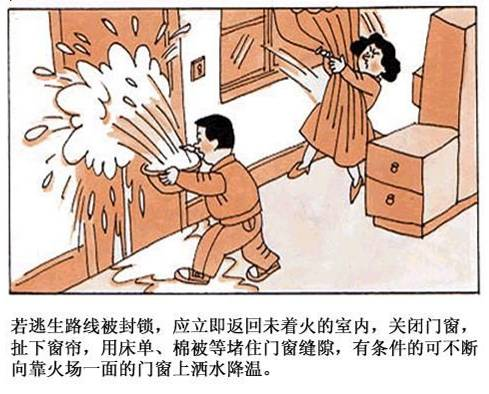 若逃生路线被封锁，应立即返回未着火的室内，关闭门窗，
扯下窗帘，用床单、棉被等堵住门窗缝隙，有条件的可不断
向靠火场一面的门窗上洒水降温。